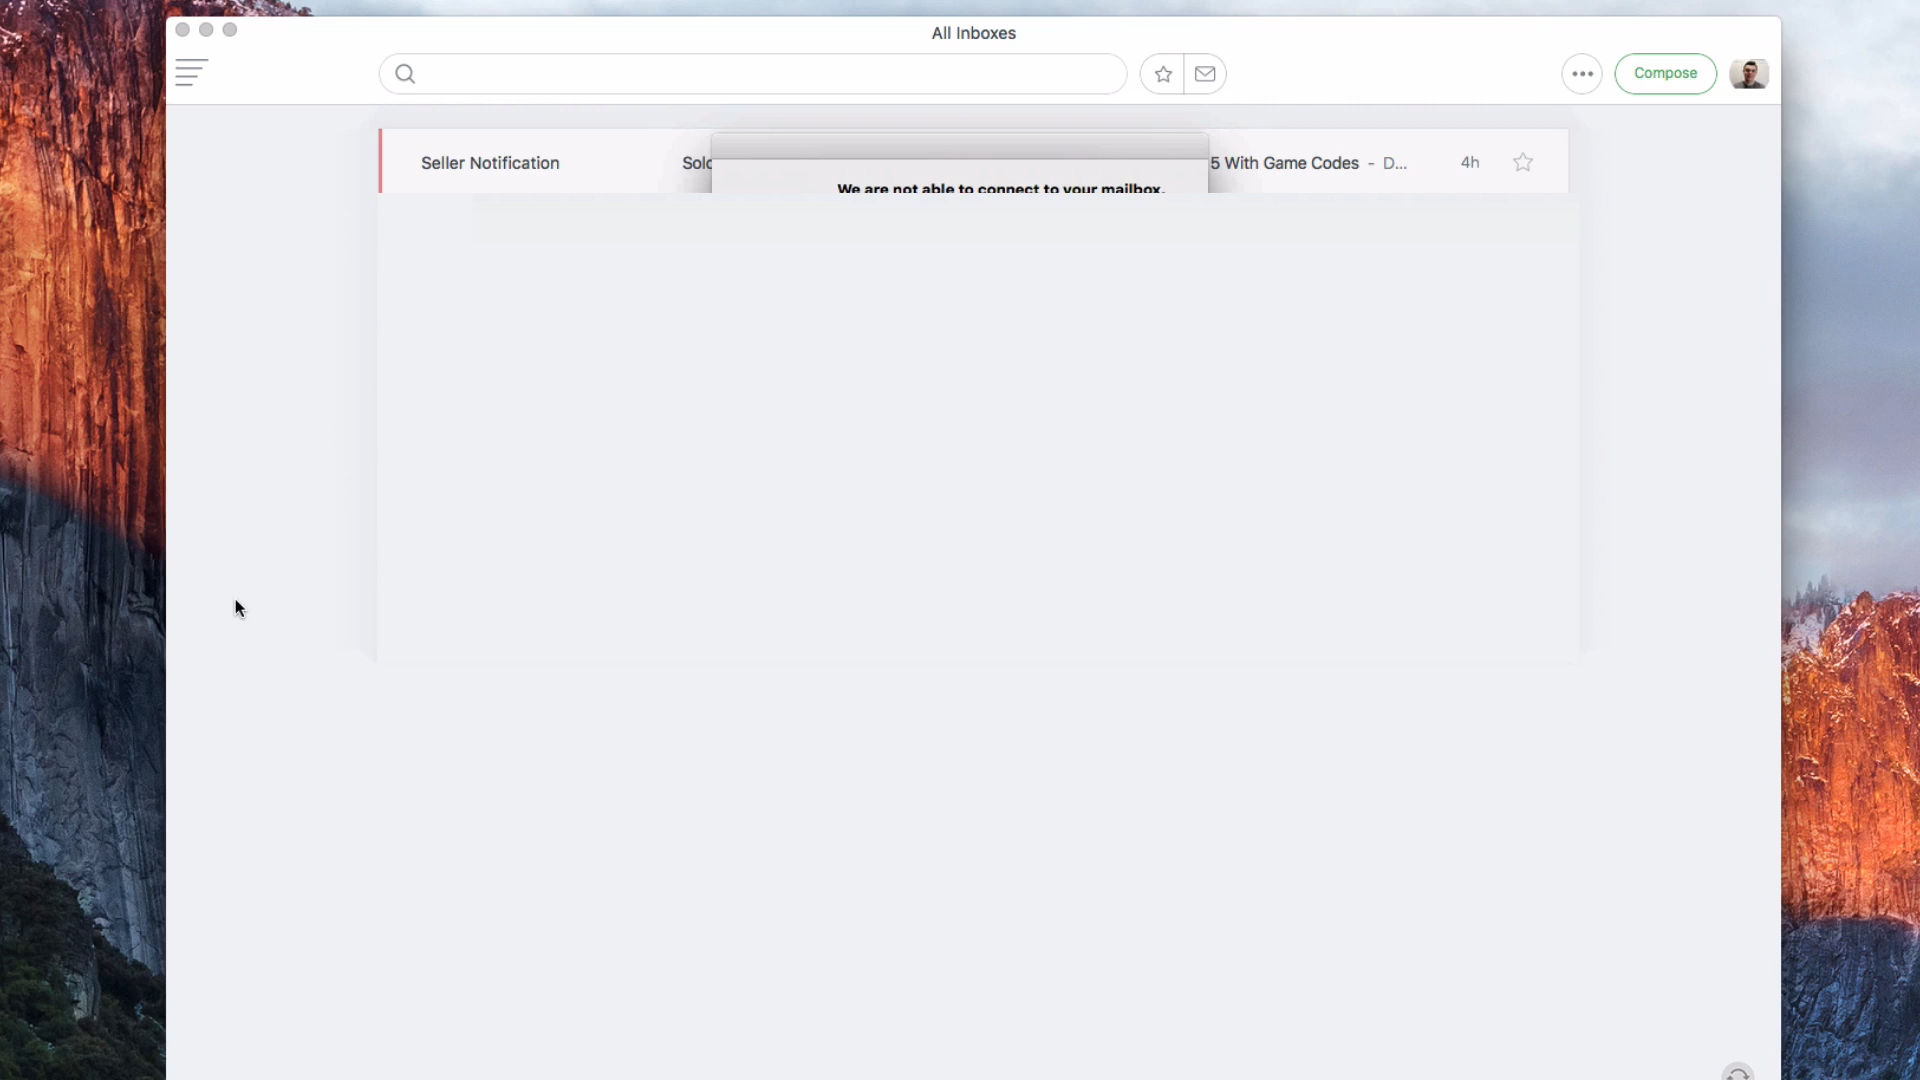 All Inboxes
Compose
Seller Notification
5 With Game Codes - D...
4h
We are not able to connect to your mailbox.